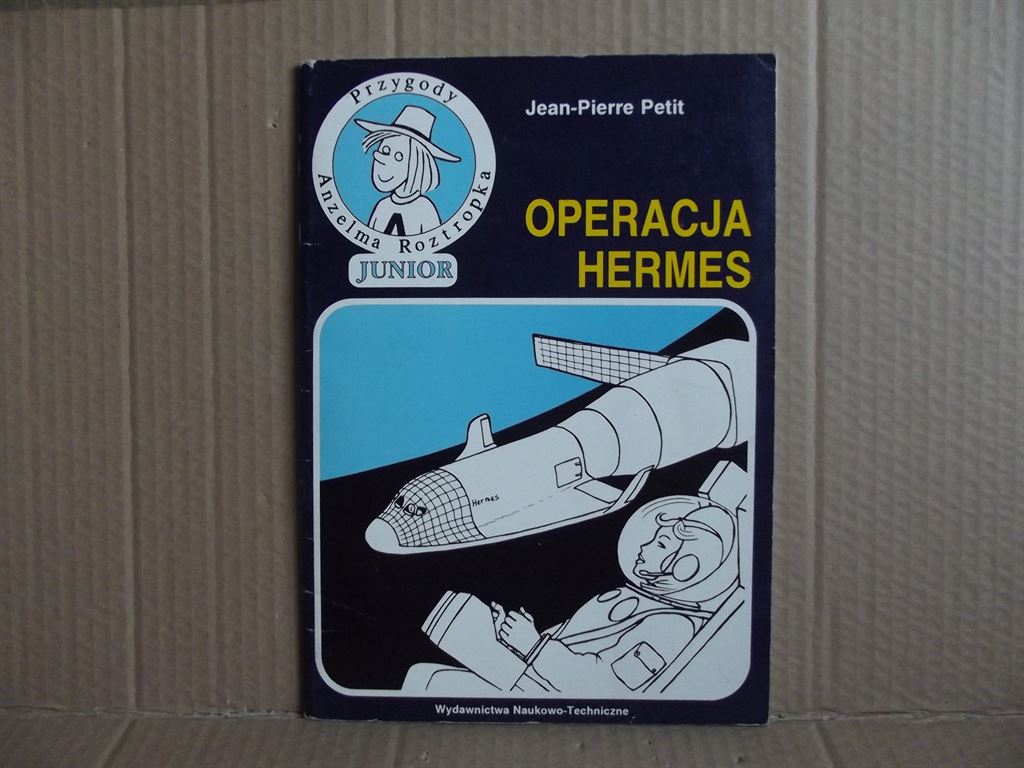 Przygody
Anzelma Roztropka
JUNIOR
Jean-Pierre Petit
OPERACJA
HERMES
Hermes
Wydawnictwa Naukowo-Techniczne